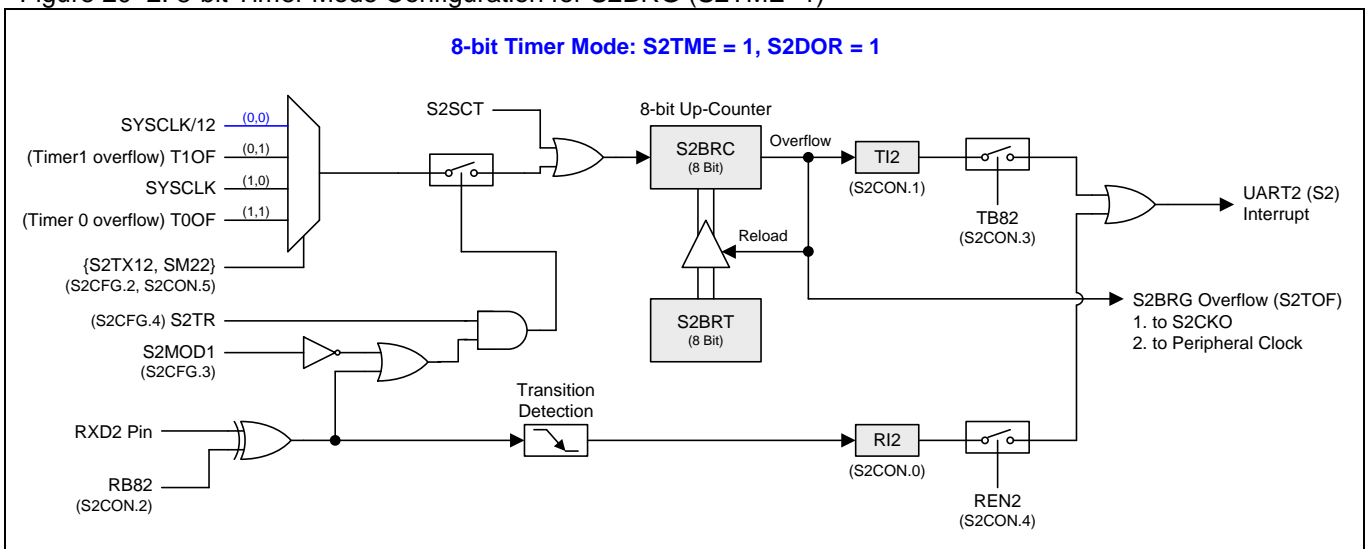 Figure 20–2. 8-bit Timer Mode Configuration for S2BRG (S2TME=1)
8-bit Timer Mode: S2TME = 1, S2DOR = 1
SYSCLK/12 (0,0)
(Timer1 overflow) T1OF (0,1)
SYSCLK (1,0)
(Timer 0 overflow) T0OF (1,1)
{S2TX12, SM22}
(S2CFG.2, S2CON.5)
(S2CFG.4) S2TR
S2MOD1
(S2CFG.3)
RXD2 Pin
RB82
(S2CON.2)
S2SCT
8-bit Up-Counter
S2BRC
(8 Bit)
Overflow
Reload
S2BRT
(8 Bit)
Transition
Detection
TI2
(S2CON.1)
TB82
(S2CON.3)
RI2
(S2CON.0)
REN2
(S2CON.4)
UART2 (S2)
Interrupt
S2BRG Overflow (S2TOF)
1. to S2CKO
2. to Peripheral Clock